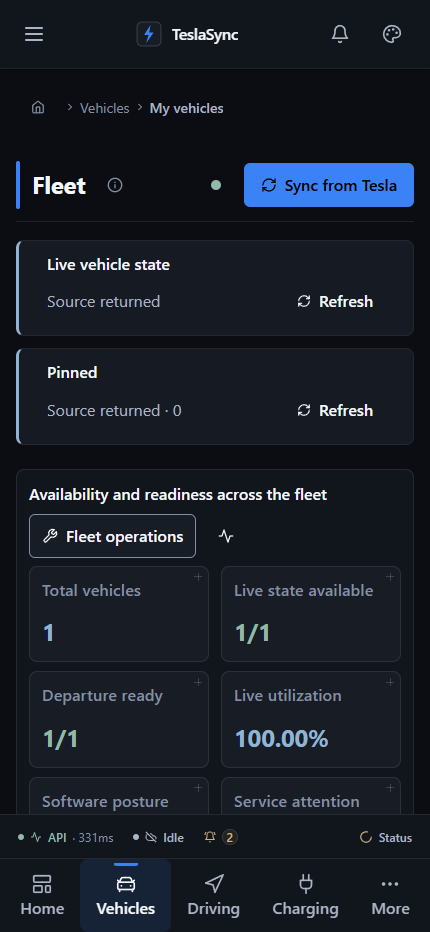 TeslaSync
Vehicles My vehicles
Fleet
Sync from Tesla
Live vehicle state
Source returned
Refresh
Pinned
Source returned · 0
Refresh
Availability and readiness across the fleet
Fleet operations
Total vehicles
1
Live state available
1/1
Departure ready
1/1
Live utilization
100.00%
Software posture
Service attention
API · 331ms
Idle
2
Status
Home
Vehicles
Driving
Charging
More